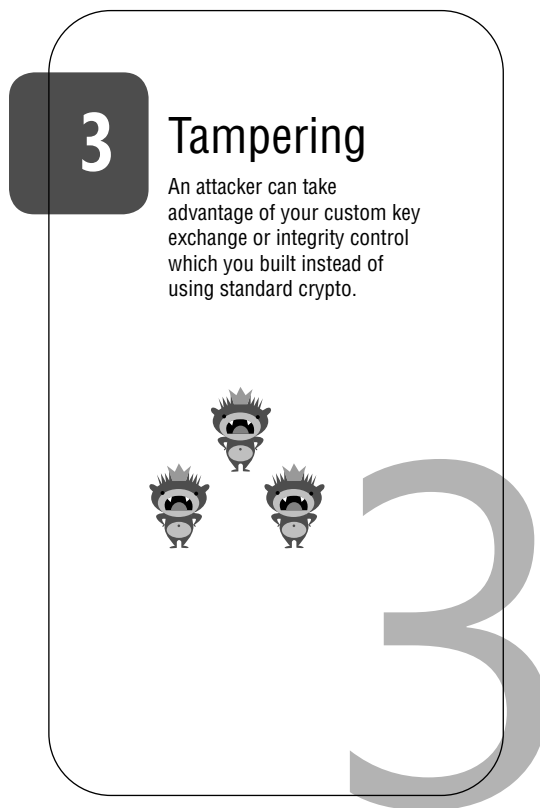 3
Tampering
An attacker can take
advantage of your custom key
exchange or integrity control
which you built instead of
using standard crypto.
3